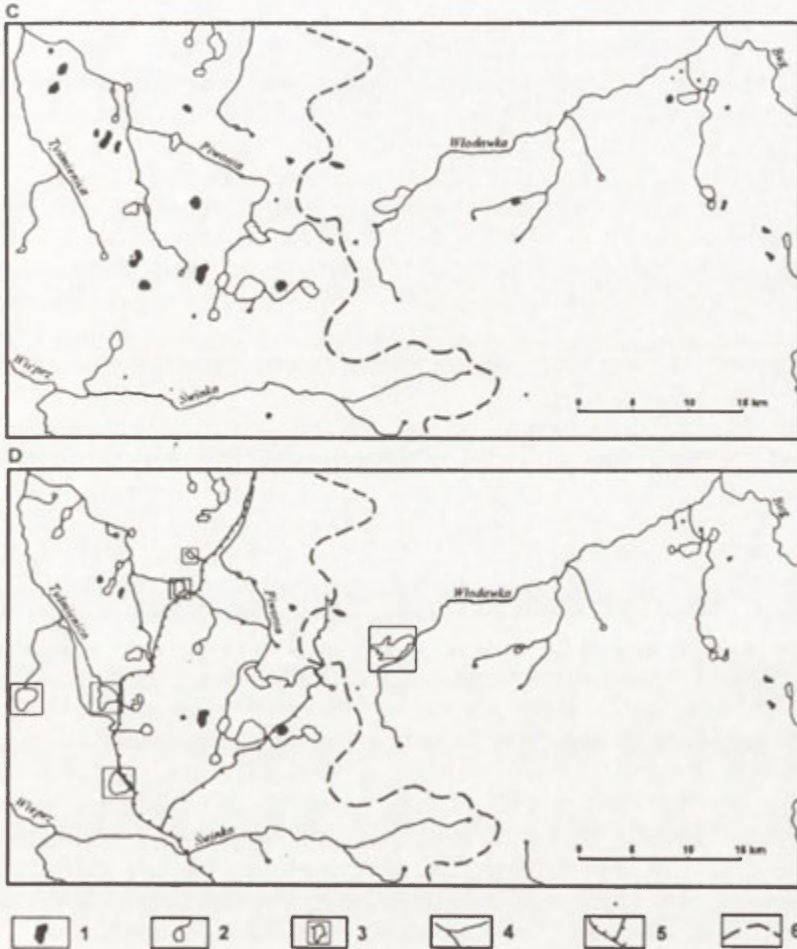 C
Tyśmienica
Piwonia
Włodawka
Bug
Wieprz
Świnka
0 5 10 15 km
D
Tyśmienica
Piwonia
Włodawka
Bug
Wieprz
Świnka
0 5 10 15 km
1 2 3 4 5 6